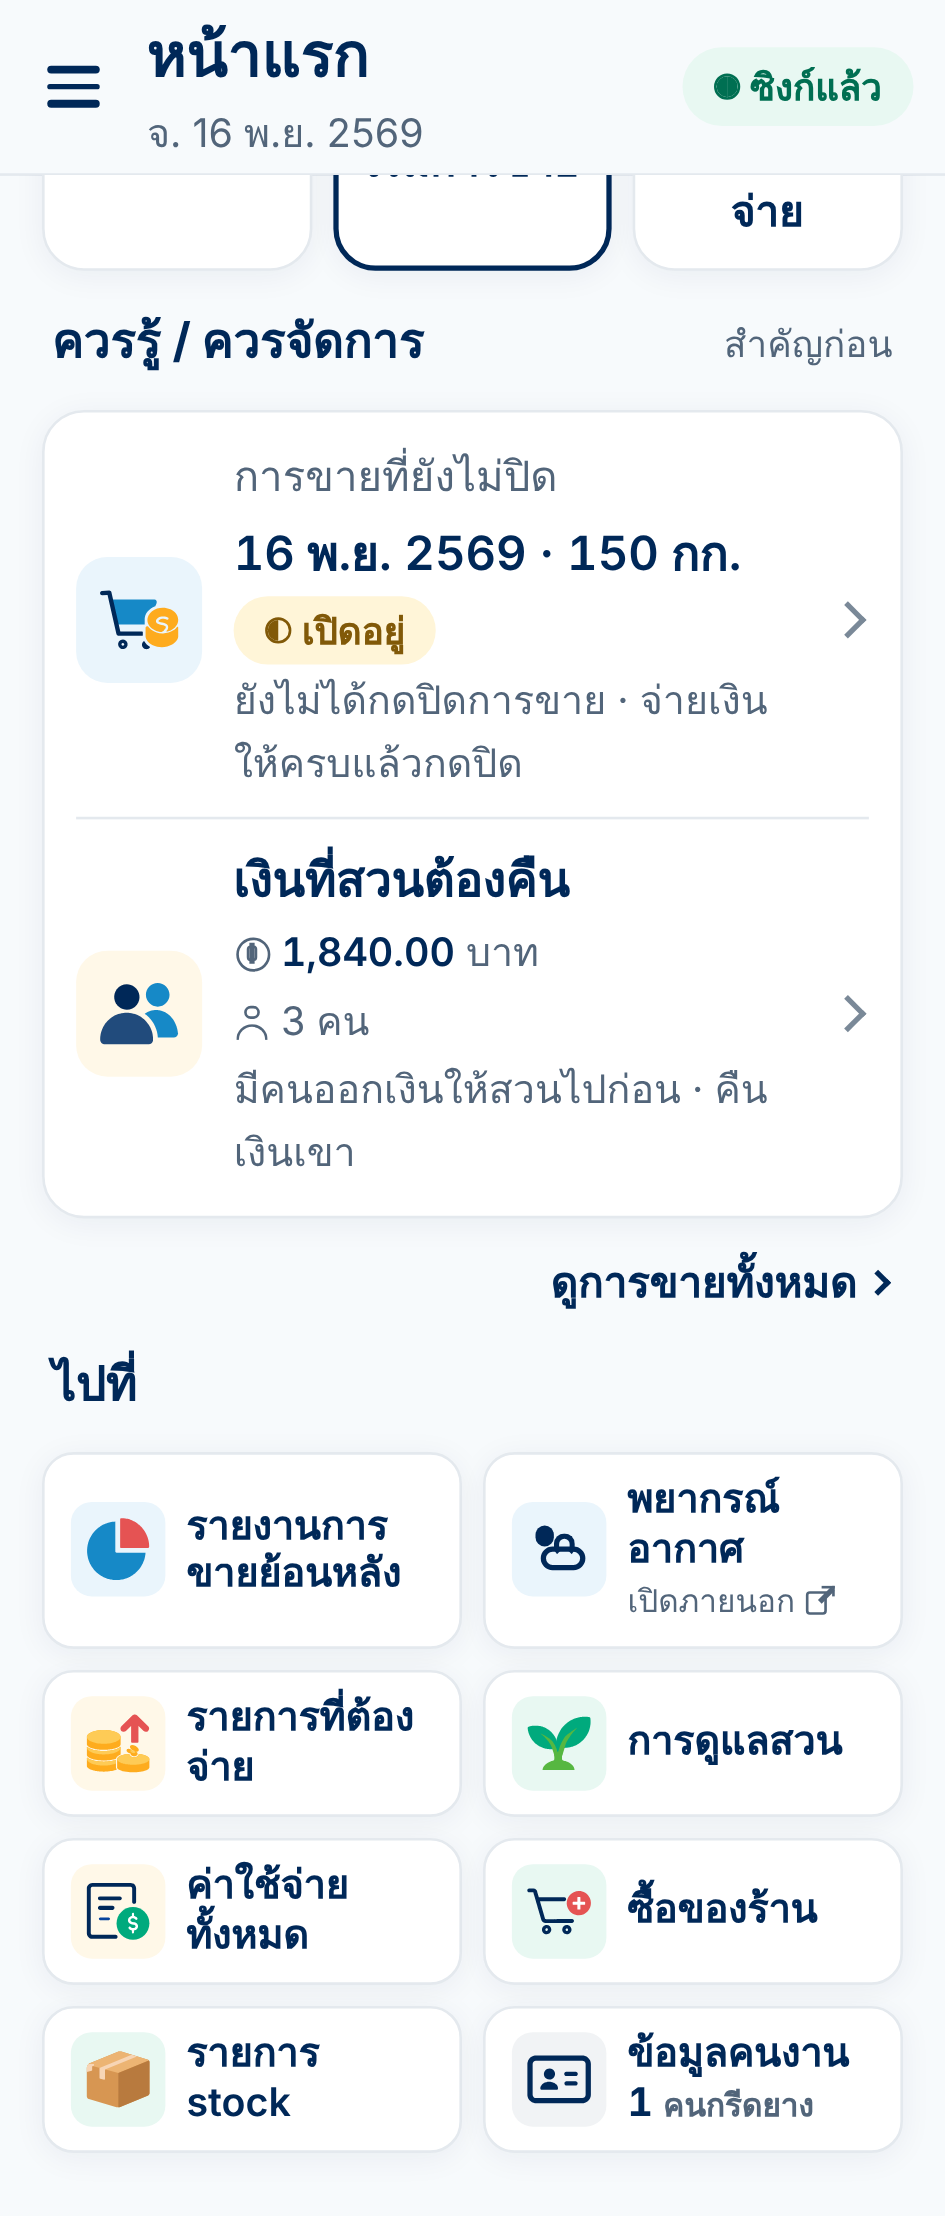 หน้าแรก
จ. 16 พ.ย. 2569
ซิงก์แล้ว
จ่าย
ควรรู้ / ควรจัดการ
สำคัญก่อน
การขายที่ยังไม่ปิด
16 พ.ย. 2569 · 150 กก.
เปิดอยู่
ยังไม่ได้กดปิดการขาย · จ่ายเงิน
ให้ครบแล้วกดปิด
เงินที่สวนต้องคืน
1,840.00 บาท
3 คน
มีคนออกเงินให้สวนไปก่อน · คืน
เงินเขา
ดูการขายทั้งหมด
ไปที่
รายงานการ
ขายย้อนหลัง
พยากรณ์
อากาศ
เปิดภายนอก
รายการที่ต้อง
จ่าย
การดูแลสวน
ค่าใช้จ่าย
ทั้งหมด
ซื้อของร้าน
รายการ
stock
ข้อมูลคนงาน
1 คนกรีดยาง